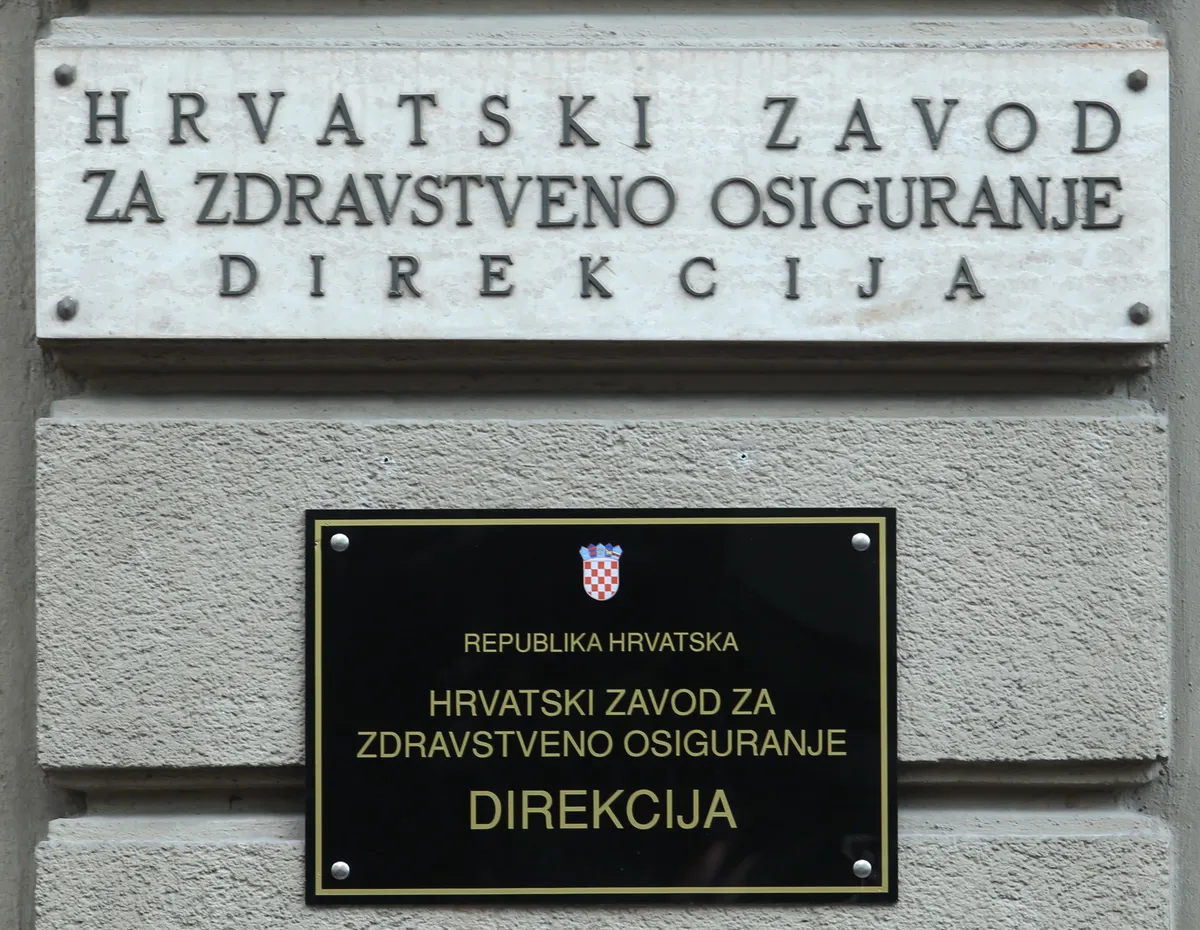 HRVATSKI ZAVOD
ZA ZDRAVSTVENO OSIGURANJE
DIREKCIJA
REPUBLIKA HRVATSKA
HRVATSKI ZAVOD ZA
ZDRAVSTVENO OSIGURANJE
DIREKCIJA